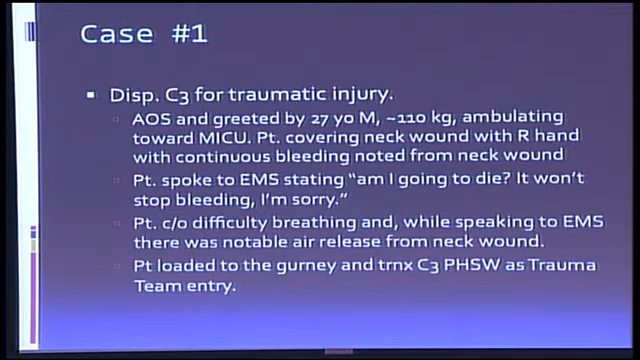 Case #1
Disp. C3 for traumatic injury.
AOS and greeted by 27 yo M, ~110 kg, ambulating
toward MICU. Pt. covering neck wound with R hand
with continuous bleeding noted from neck wound
Pt. spoke to EMS stating "am I going to die? It won't
stop bleeding, I'm sorry."
Pt. c/o difficulty breathing and, while speaking to EMS
there was notable air release from neck wound.
Pt loaded to the gurney and trnx C3 PHSW as Trauma
Team entry.